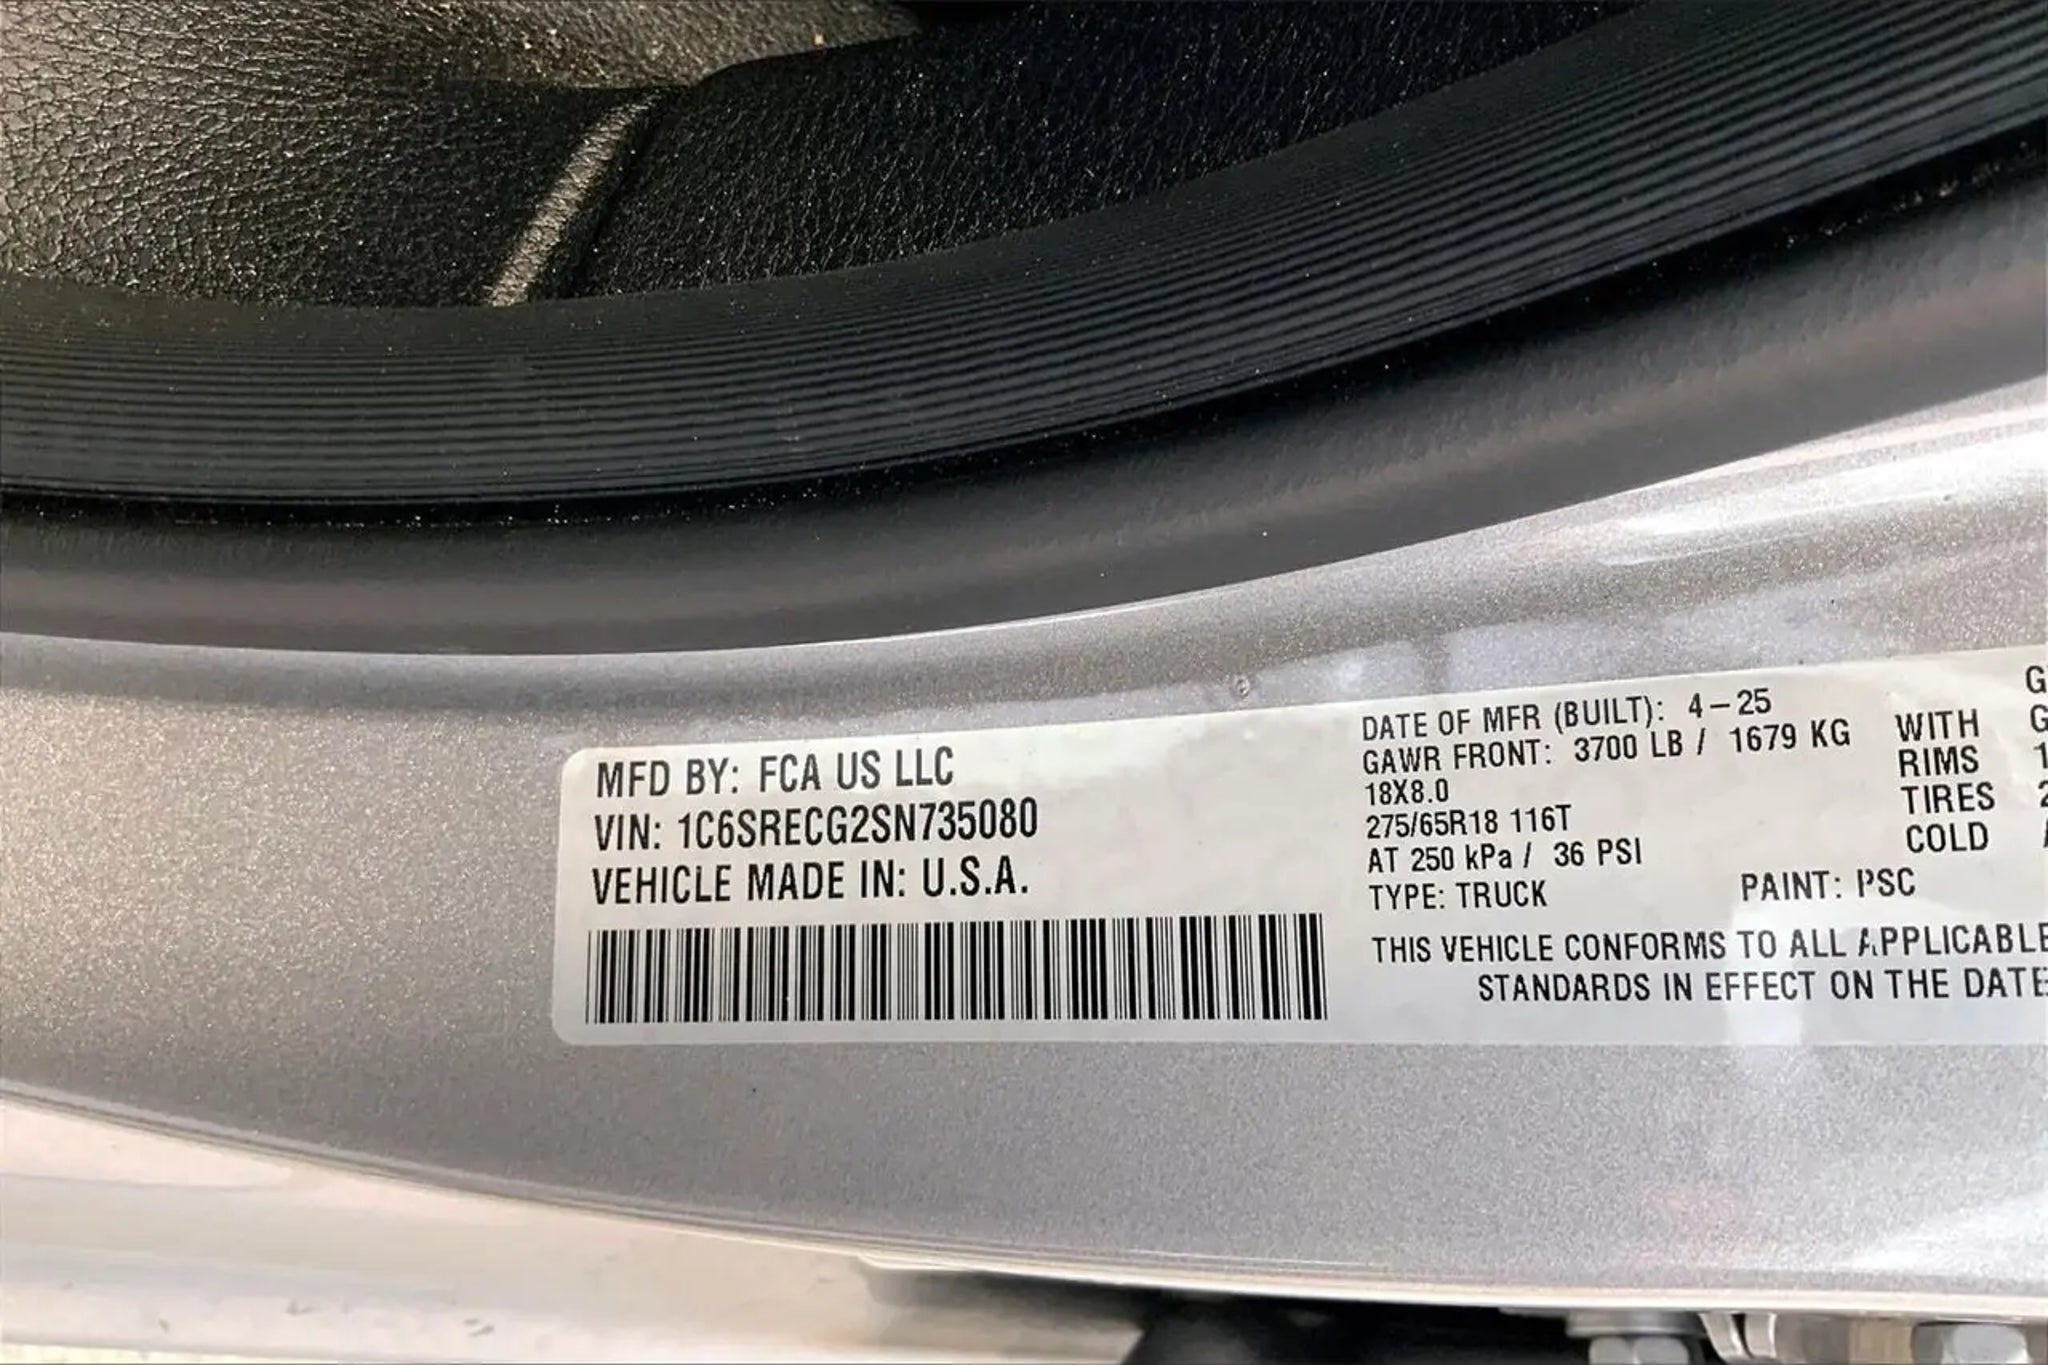 MFD BY: FCA US LLC
VIN: 1C6SRECG2SN735080
VEHICLE MADE IN: U.S.A.
DATE OF MFR (BUILT): 4-25
GAWR FRONT: 3700 LB / 1679 KG WITH
18X8.0 RIMS
275/65R18 116T TIRES
AT 250 kPa / 36 PSI COLD
TYPE: TRUCK PAINT: PSC
THIS VEHICLE CONFORMS TO ALL APPLICABLE
STANDARDS IN EFFECT ON THE DATE